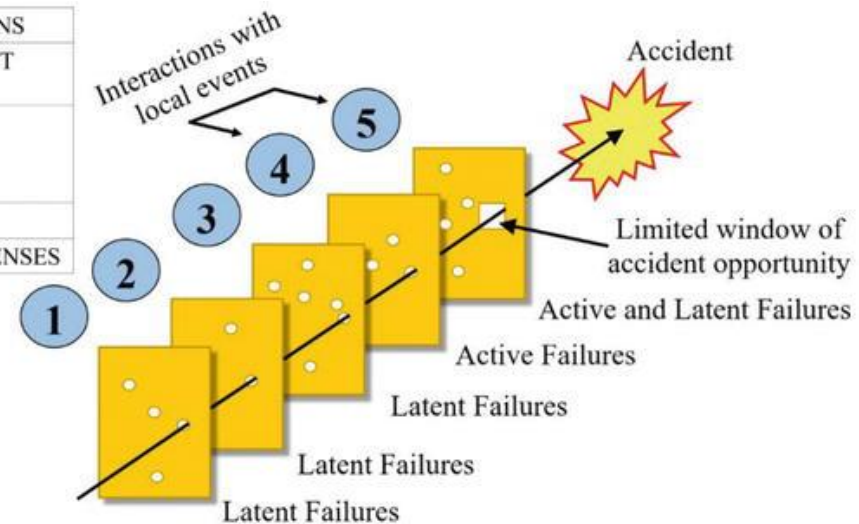 NS
T
ENSES
Interactions with
local events
Accident
1
2
3
4
5
Limited window of
accident opportunity
Active and Latent Failures
Active Failures
Latent Failures
Latent Failures
Latent Failures